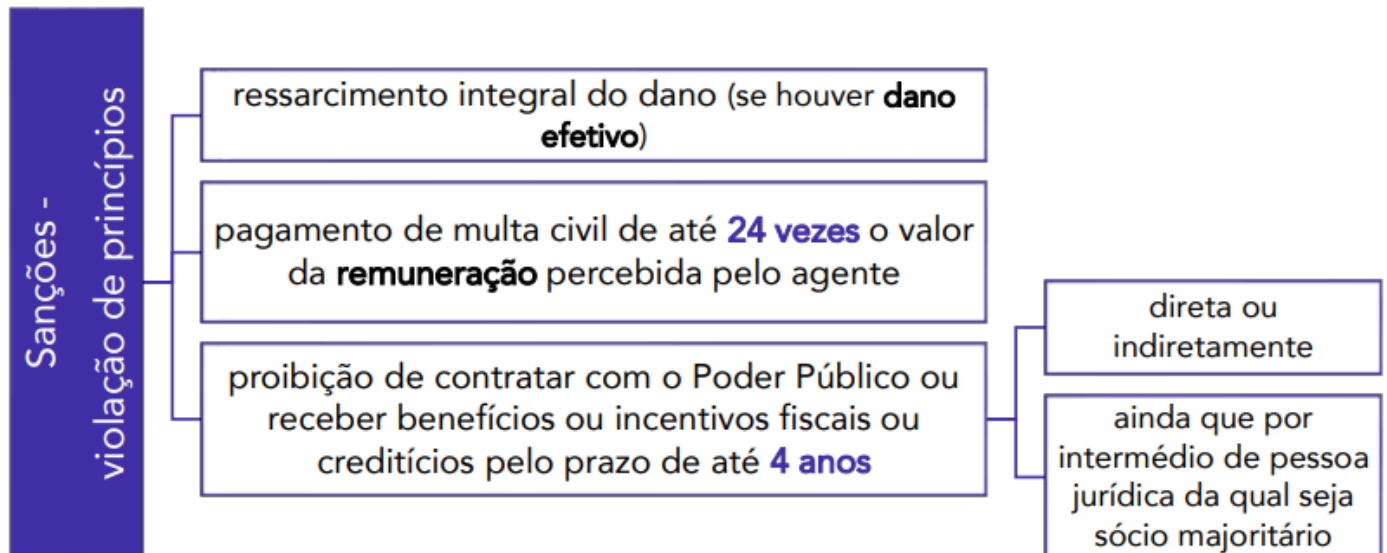 Sanções -
violação de princípios
ressarcimento integral do dano (se houver dano
efetivo)
pagamento de multa civil de até 24 vezes o valor
da remuneração percebida pelo agente
proibição de contratar com o Poder Público ou
receber benefícios ou incentivos fiscais ou
creditícios pelo prazo de até 4 anos
direta ou
indiretamente
ainda que por
intermédio de pessoa
jurídica da qual seja
sócio majoritário